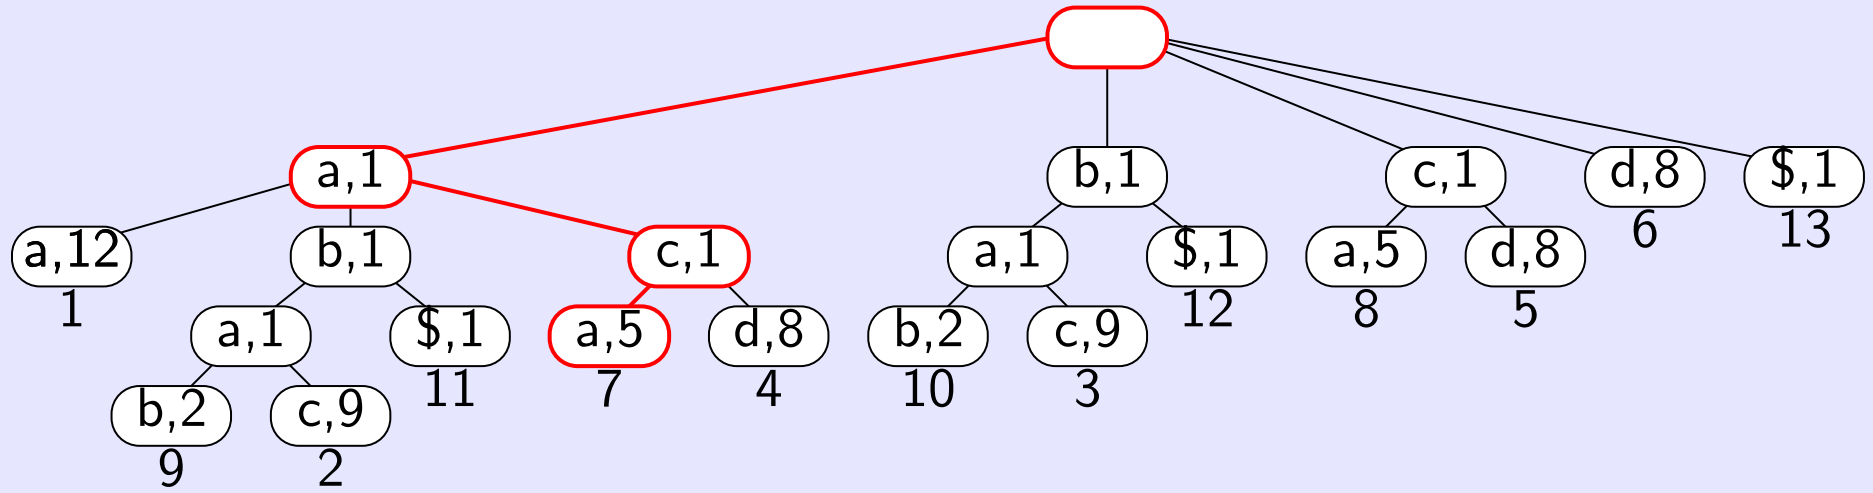 a,1 b,1 c,1 d,8 $,1
6 13
a,12 b,1 c,1 a,1 $,1 a,5 d,8
1 12 8 5
a,1 $,1 a,5 d,8 b,2 c,9
11 7 4 10 3
b,2 c,9
9 2